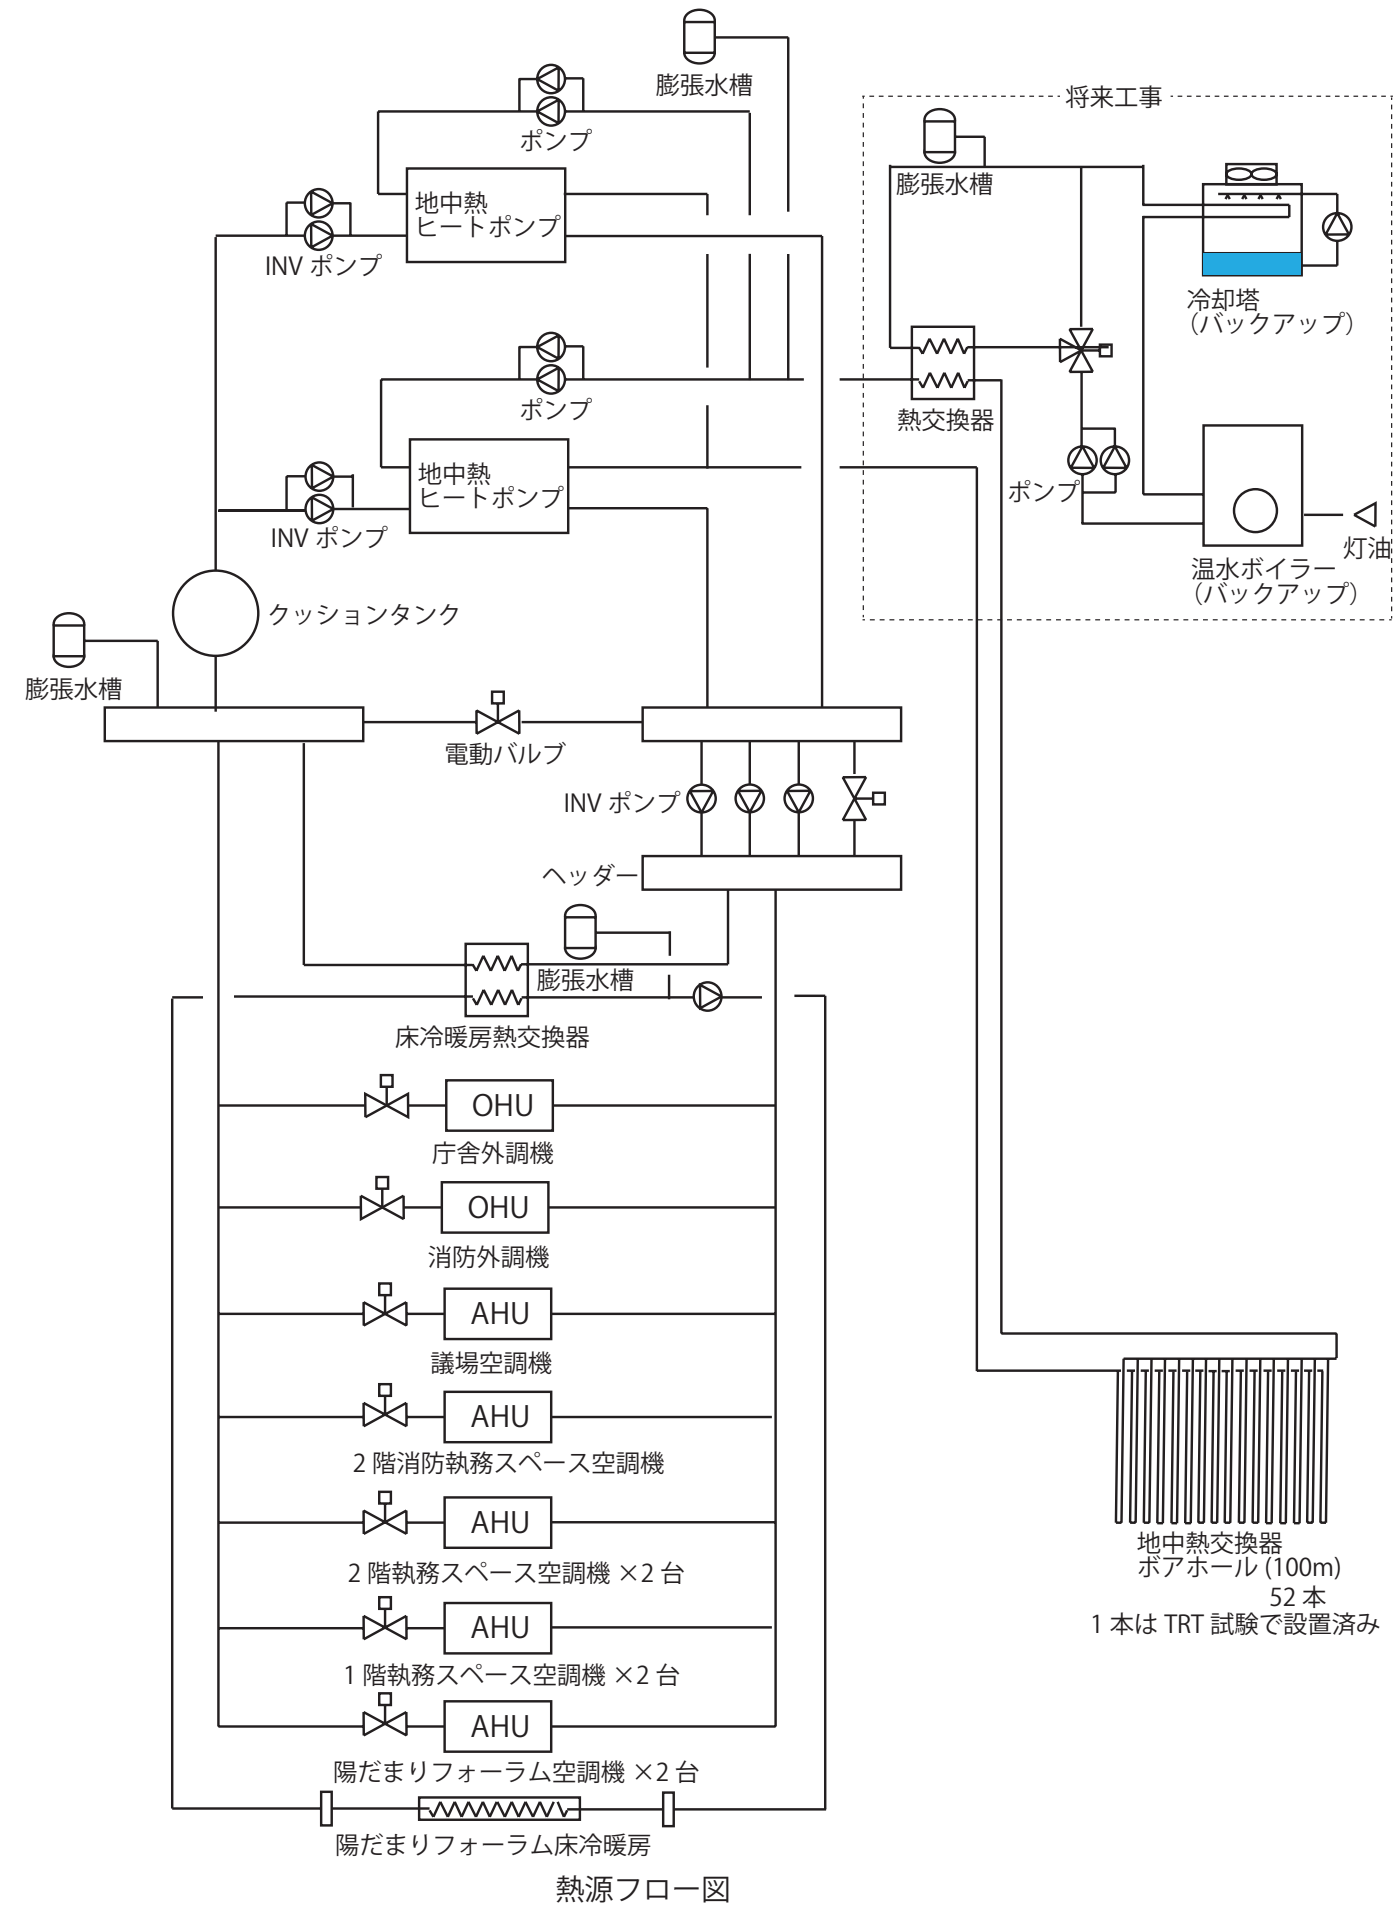 膨張水槽
将来工事
ポンプ
膨張水槽
地中熱
ヒートポンプ
INV ポンプ
冷却塔
（バックアップ）
ポンプ
熱交換器
地中熱
ヒートポンプ
ポンプ
INV ポンプ
灯油
温水ボイラー
（バックアップ）
クッションタンク
膨張水槽
電動バルブ
INV ポンプ
ヘッダー
膨張水槽
床冷暖房熱交換器
OHU
庁舎外調機
OHU
消防外調機
AHU
議場空調機
AHU
2 階消防執務スペース空調機
AHU
2 階執務スペース空調機 ×2 台
AHU
1 階執務スペース空調機 ×2 台
AHU
陽だまりフォーラム空調機 ×2 台
陽だまりフォーラム床冷暖房
地中熱交換器
ボアホール (100m)
52 本
1 本は TRT 試験で設置済み
熱源フロー図